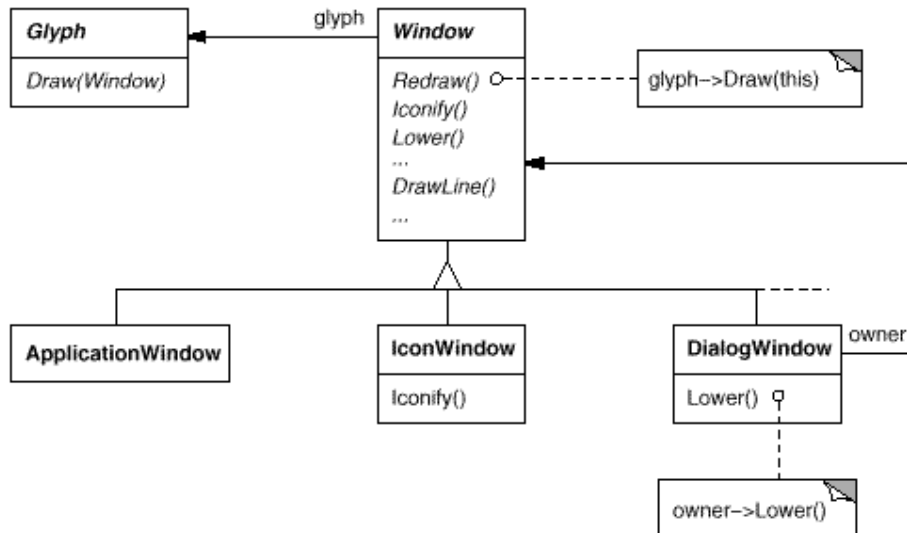 glyph
Glyph
Draw(Window)
Window
Redraw()
Iconify()
Lower()
...
DrawLine()
...
glyph->Draw(this)
ApplicationWindow
IconWindow
Iconify()
DialogWindow
Lower()
owner
owner->Lower()